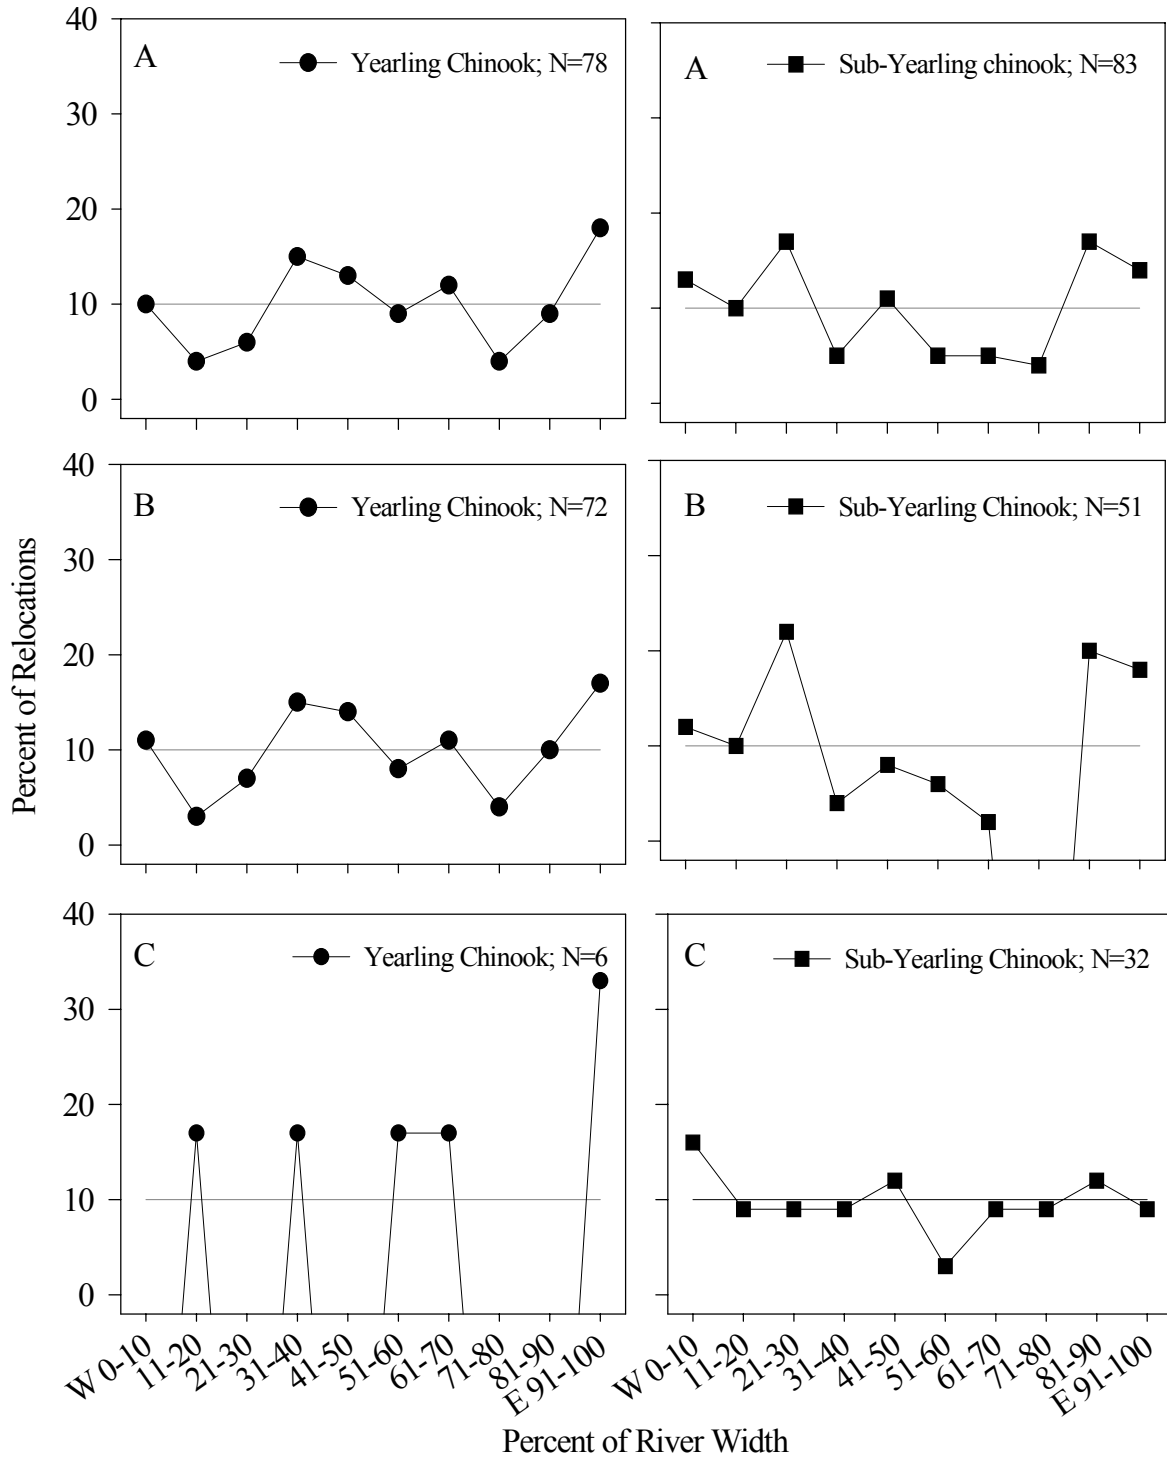 40
30
20
10
0
A
Yearling Chinook; N=78
A
Sub-Yearling chinook; N=83
40
30
20
10
0
B
Yearling Chinook; N=72
B
Sub-Yearling Chinook; N=51
Percent of Relocations
40
30
20
10
0
C
Yearling Chinook; N=6
C
Sub-Yearling Chinook; N=32
W 0-10
11-20
21-30
31-40
41-50
51-60
61-70
71-80
81-90
E 91-100
W 0-10
11-20
21-30
31-40
41-50
51-60
61-70
71-80
81-90
E 91-100
Percent of River Width